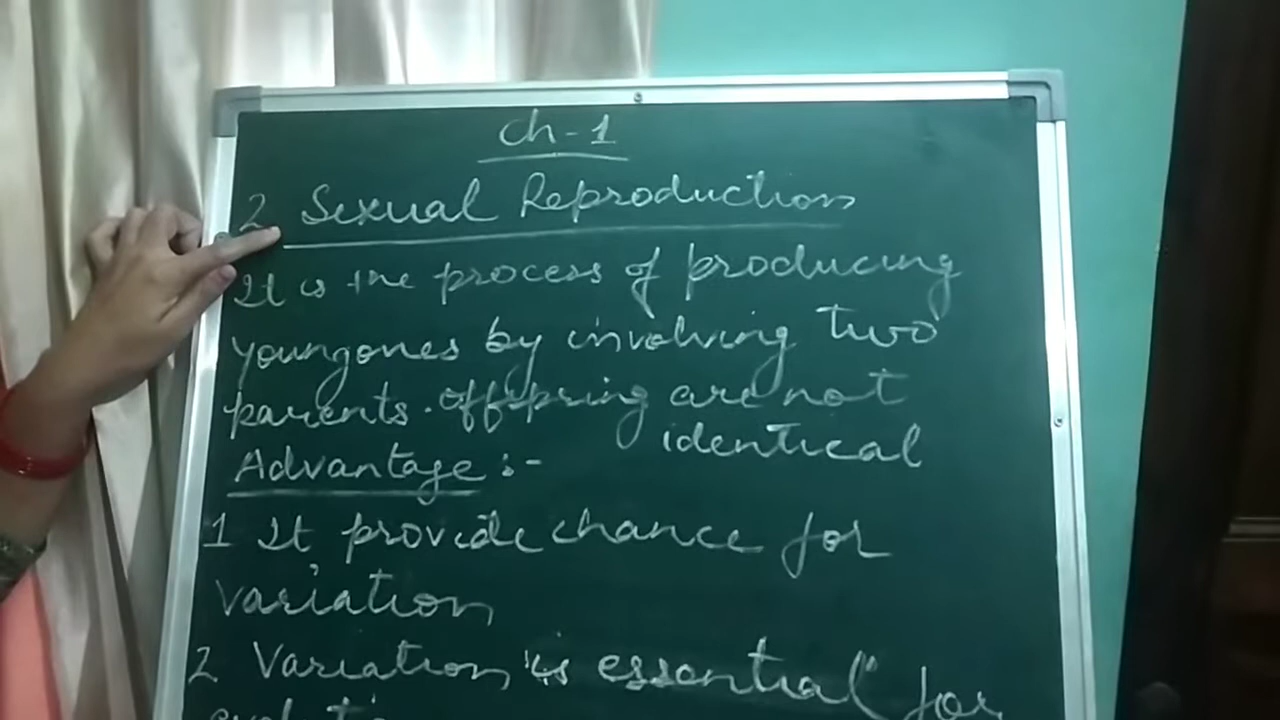 Ch-1
2 Sexual Reproduction
It is the process of producing
youngones by involving two
parents. offspring are not
identical
Advantage :-
1 It provide chance for
variation
2 Variation is essential for